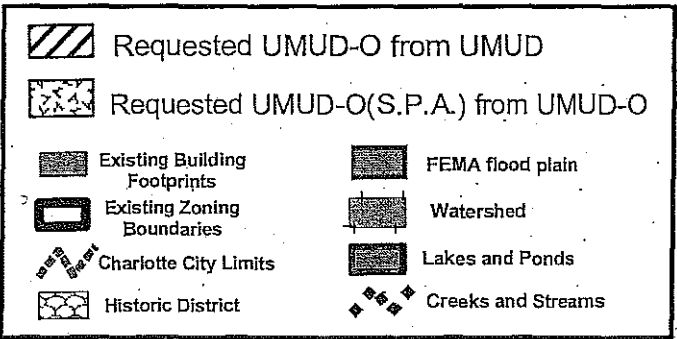 Requested UMUD-O from UMUD
Requested UMUD-O(S.P.A.) from UMUD-O
Existing Building
Footprints
Existing Zoning
Boundaries
Charlotte City Limits
Historic District
FEMA flood plain
Watershed
Lakes and Ponds
Creeks and Streams